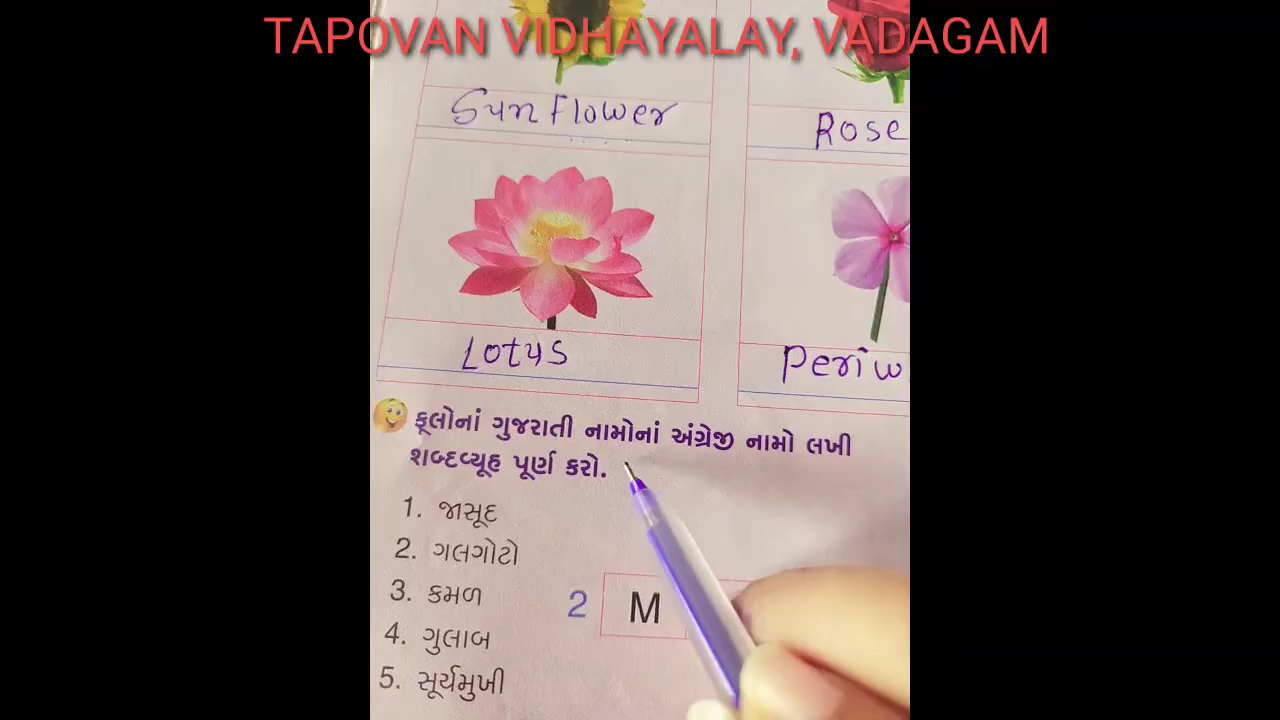 TAPOVAN VIDHAYALAY, VADAGAM
Sunflower
Rose
Lotus
Periw
ફૂલોનાં ગુજરાતી નામોનાં અંગ્રેજી નામો લખી
શબ્દવ્યૂહ પૂર્ણ કરો.
1. જાસૂદ
2. ગલગોટો
3. કમળ
2 M
4. ગુલાબ
5. સૂર્યમુખી